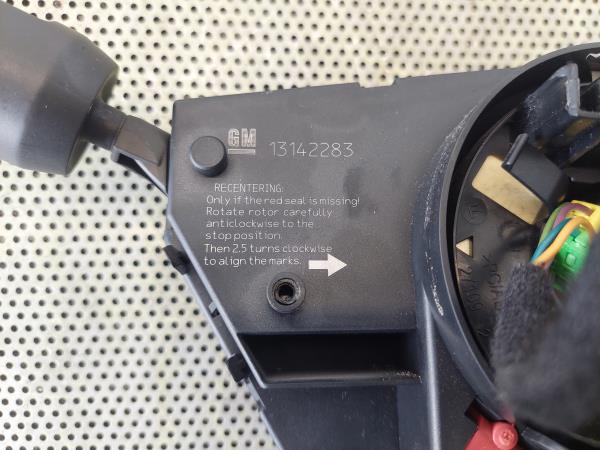 GM 13142283
RECENTERING:
Only if the red seal is missing!
Rotate rotor carefully
anticlockwise to the
stop position.
Then 2,5 turns clockwise
to align the marks.